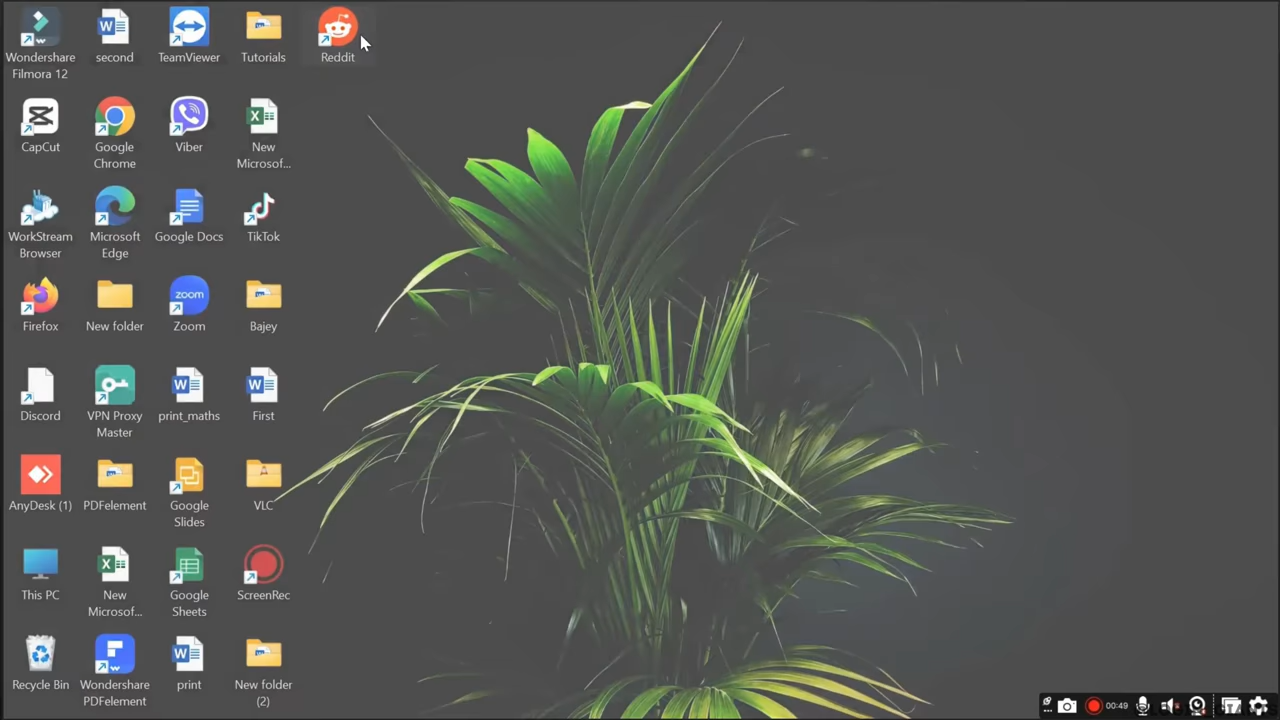 Wondershare
Filmora 12
second
TeamViewer
Tutorials
Reddit
CapCut
Google
Chrome
Viber
New
Microsof...
WorkStream
Browser
Microsoft
Edge
Google Docs
TikTok
Firefox
New folder
zoom
Zoom
Bajey
Discord
VPN Proxy
Master
print_maths
First
AnyDesk (1)
PDFelement
Google
Slides
VLC
This PC
New
Microsof...
Google
Sheets
ScreenRec
Recycle Bin
Wondershare
PDFelement
print
New folder
(2)
00:49